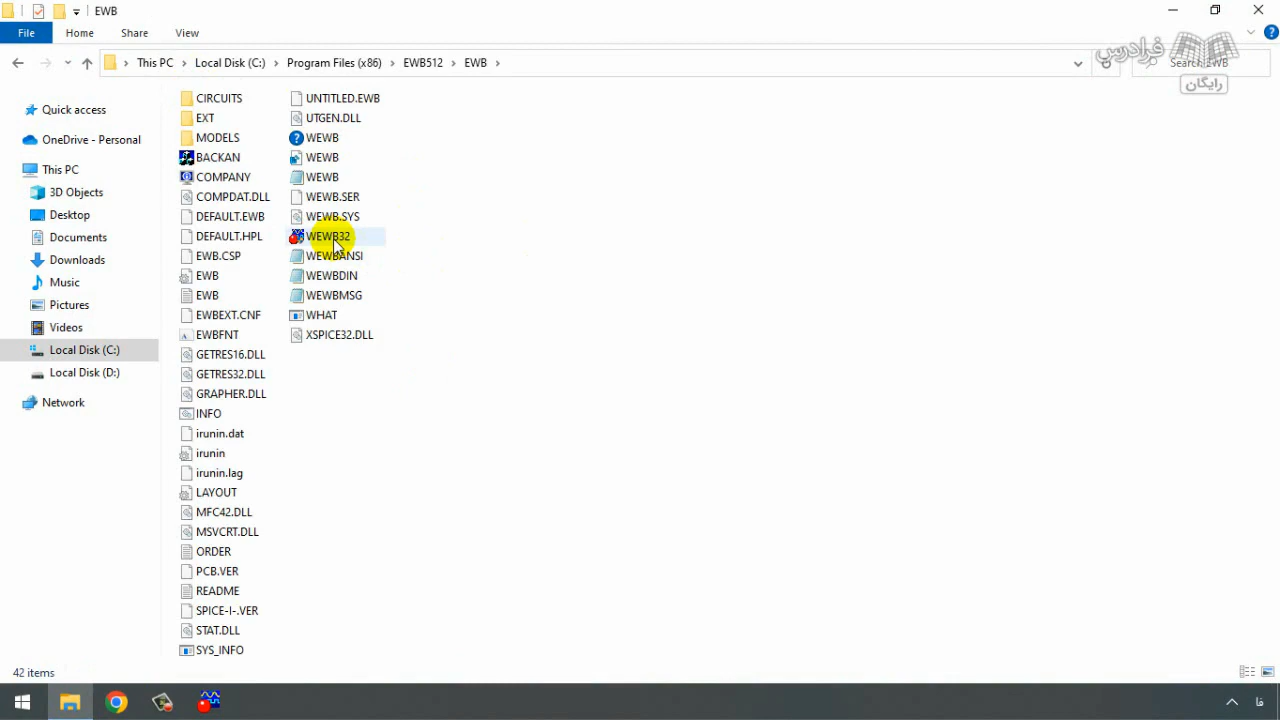 EWB
File
Home
Share
View
This PC
Local Disk (C:)
Program Files (x86)
EWB512
EWB
Search EWB
فرادرس
رایگان
Quick access
OneDrive - Personal
This PC
3D Objects
Desktop
Documents
Downloads
Music
Pictures
Videos
Local Disk (C:)
Local Disk (D:)
Network
CIRCUITS
EXT
MODELS
BACKAN
COMPANY
COMPDAT.DLL
DEFAULT.EWB
DEFAULT.HPL
EWB.CSP
EWB
EWB
EWBEXT.CNF
EWBFNT
GETRES16.DLL
GETRES32.DLL
GRAPHER.DLL
INFO
irunin.dat
irunin
irunin.lag
LAYOUT
MFC42.DLL
MSVCRT.DLL
ORDER
PCB.VER
README
SPICE-I-.VER
STAT.DLL
SYS_INFO
UNTITLED.EWB
UTGEN.DLL
WEWB
WEWB
WEWB
WEWB.SER
WEWB.SYS
WEWB32
WEWBANSI
WEWBDIN
WEWBMSG
WHAT
XSPICE32.DLL
42 items
فا